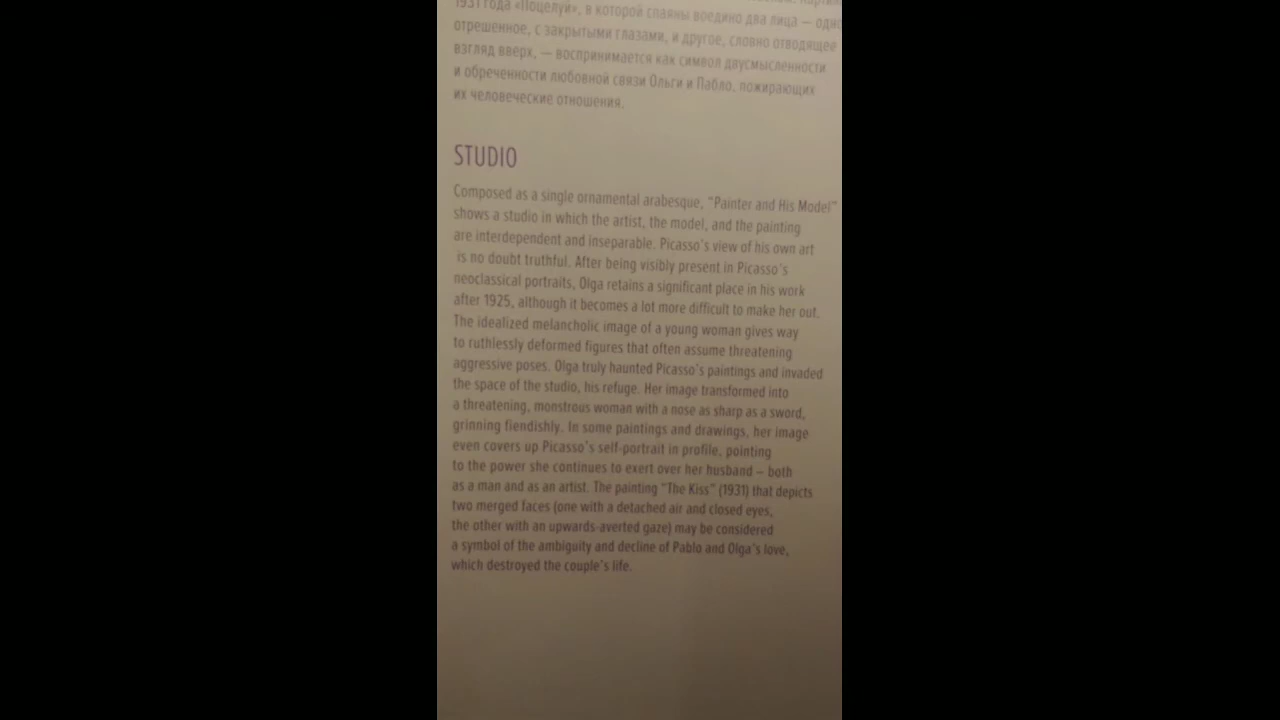 1931 года «Поцелуй», в которой спаяны воедино два лица — одно
отрешенное, с закрытыми глазами, и другое, словно отводящее
взгляд вверх, — воспринимается как символ двусмысленности
и обреченности любовной связи Ольги и Пабло, пожирающих
их человеческие отношения.
STUDIO
Composed as a single ornamental arabesque, “Painter and His Model”
shows a studio in which the artist, the model, and the painting
are interdependent and inseparable. Picasso’s view of his own art
is no doubt truthful. After being visibly present in Picasso’s
neoclassical portraits, Olga retains a significant place in his work
after 1925, although it becomes a lot more difficult to make her out.
The idealized melancholic image of a young woman gives way
to ruthlessly deformed figures that often assume threatening
aggressive poses. Olga truly haunted Picasso’s paintings and invaded
the space of the studio, his refuge. Her image transformed into
a threatening, monstrous woman with a nose as sharp as a sword,
grinning fiendishly. In some paintings and drawings, her image
even covers up Picasso’s self-portrait in profile, pointing
to the power she continues to exert over her husband – both
as a man and as an artist. The painting “The Kiss” (1931) that depicts
two merged faces (one with a detached air and closed eyes,
the other with an upwards-averted gaze) may be considered
a symbol of the ambiguity and decline of Pablo and Olga’s love,
which destroyed the couple’s life.